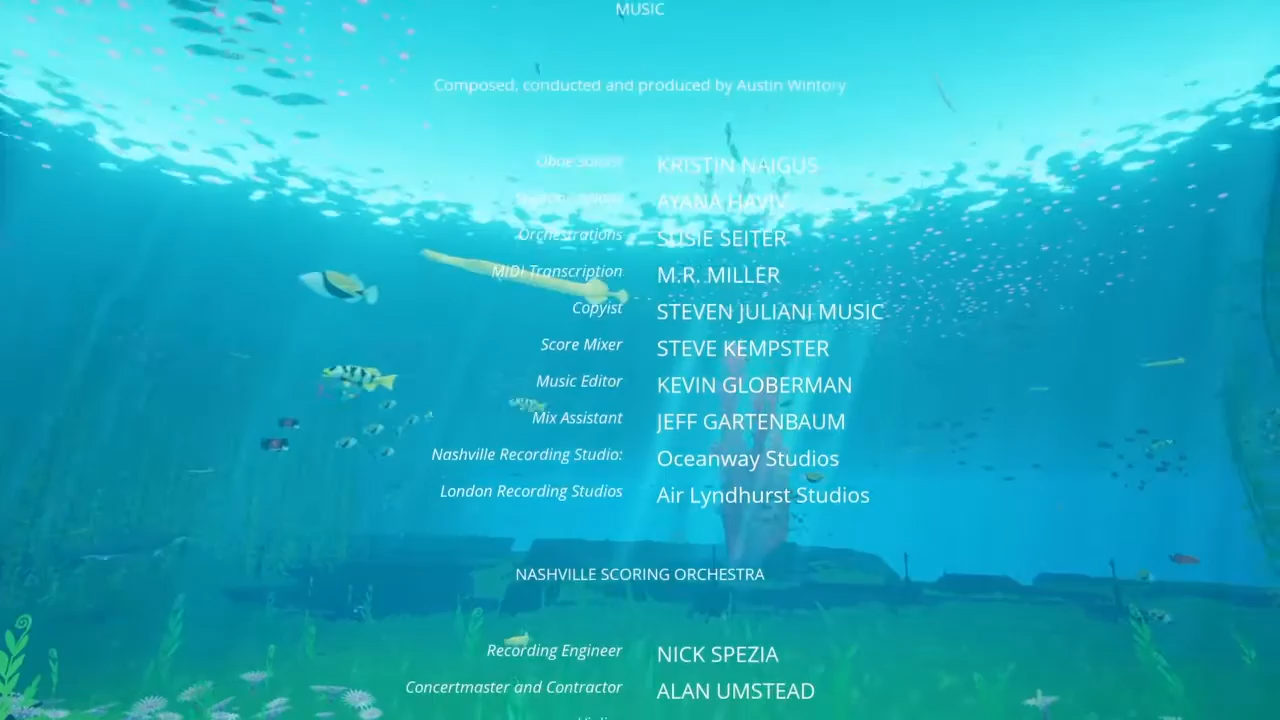 MUSIC
Composed, conducted and produced by Austin Wintory
Oboe Soloist KRISTIN NAIGUS
AYANA HAVIV
Orchestrations SUSIE SEITER
MIDI Transcription M.R. MILLER
Copyist STEVEN JULIANI MUSIC
Score Mixer STEVE KEMPSTER
Music Editor KEVIN GLOBERMAN
Mix Assistant JEFF GARTENBAUM
Nashville Recording Studio: Oceanway Studios
London Recording Studios Air Lyndhurst Studios
NASHVILLE SCORING ORCHESTRA
Recording Engineer NICK SPEZIA
Concertmaster and Contractor ALAN UMSTEAD